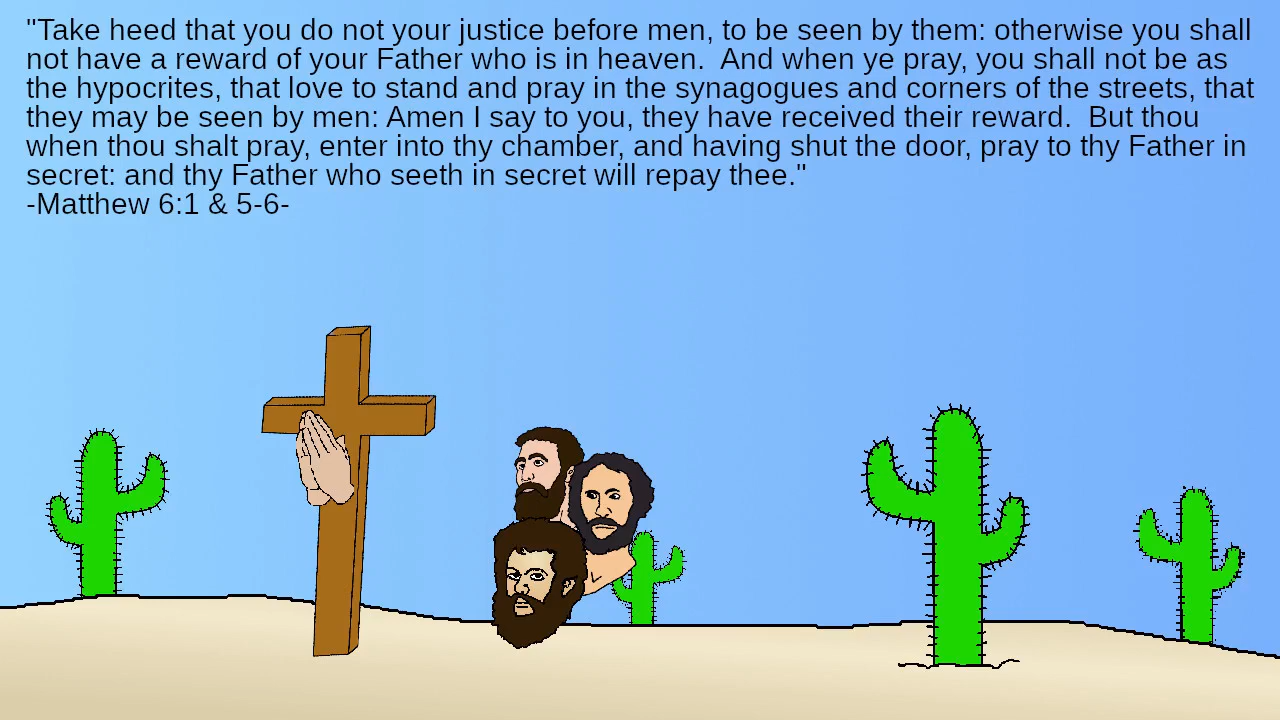 "Take heed that you do not your justice before men, to be seen by them: otherwise you shall
not have a reward of your Father who is in heaven.  And when ye pray, you shall not be as
the hypocrites, that love to stand and pray in the synagogues and corners of the streets, that
they may be seen by men: Amen I say to you, they have received their reward.  But thou
when thou shalt pray, enter into thy chamber, and having shut the door, pray to thy Father in
secret: and thy Father who seeth in secret will repay thee."
-Matthew 6:1 & 5-6-